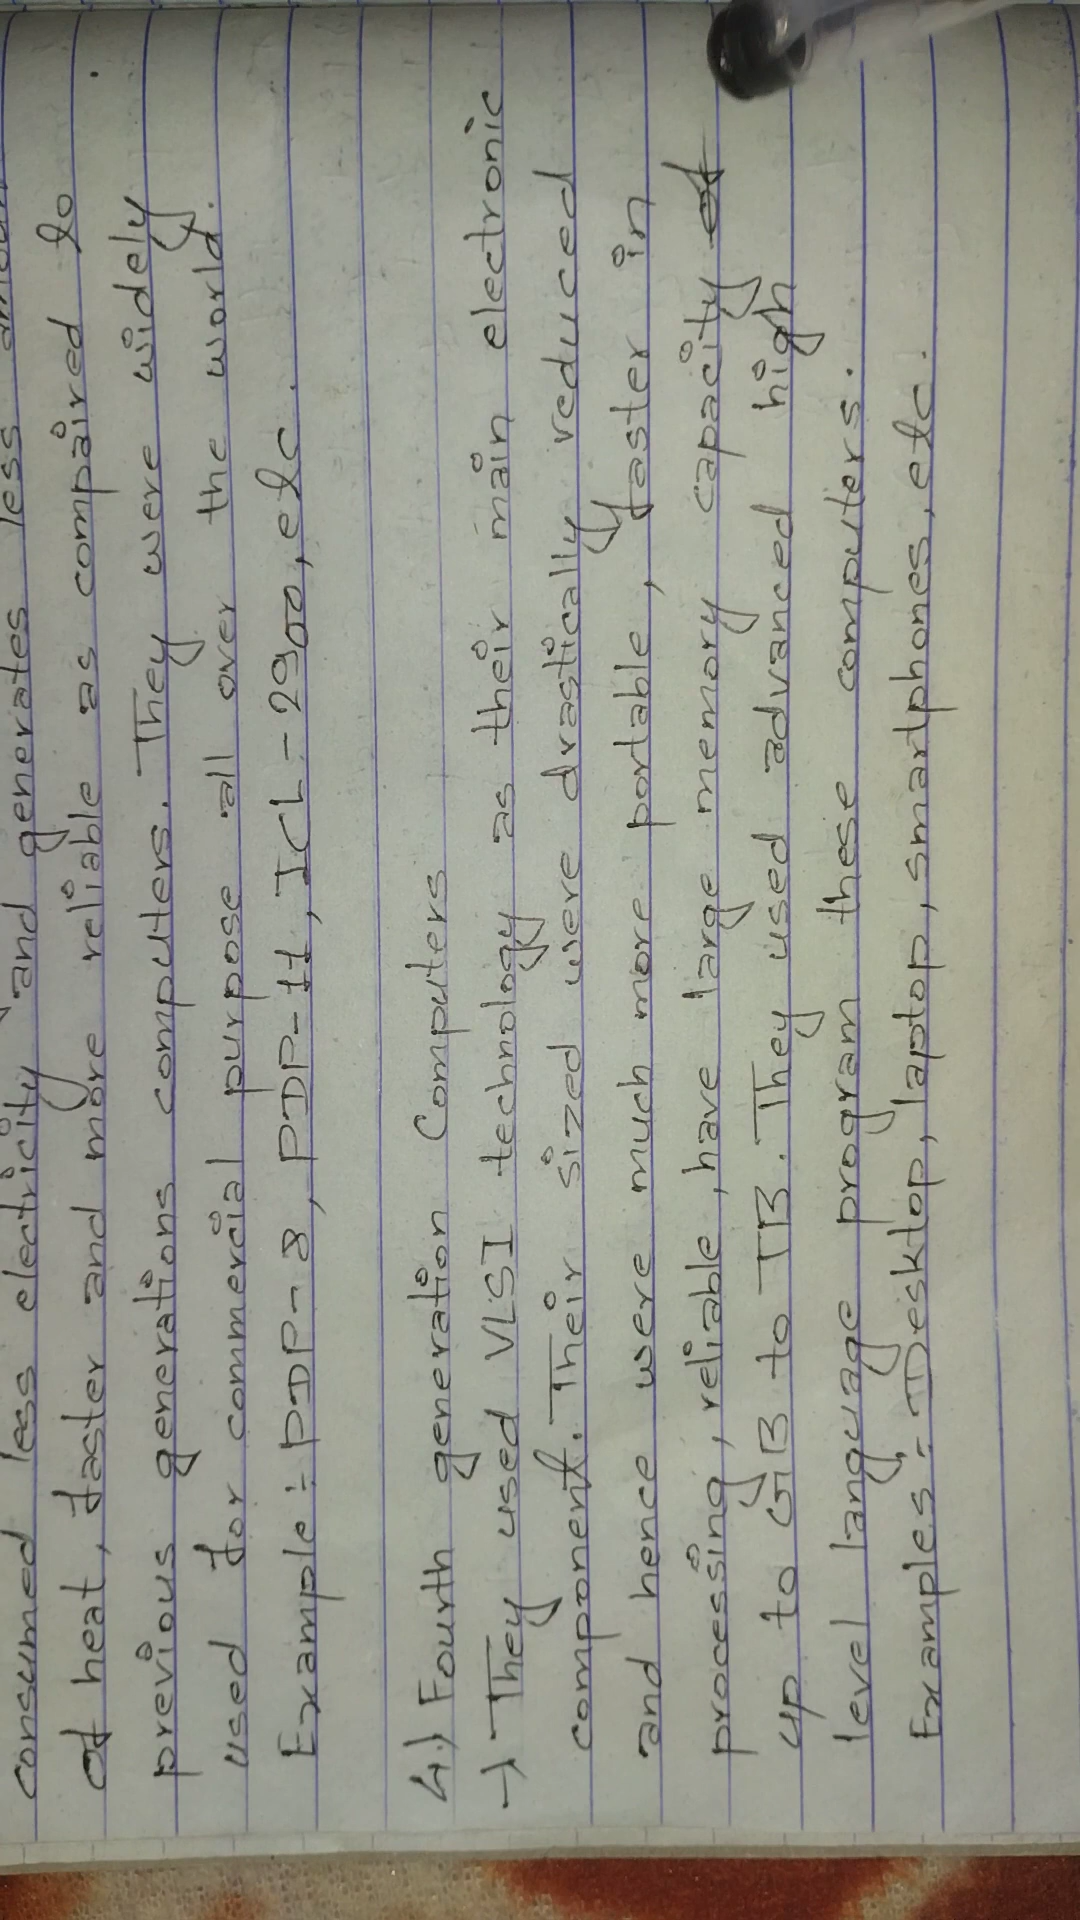 consumed less electricity and generates less
of heat, faster and more reliable as compaired to
previous generations computers. They were widely
used for commercial purpose all over the world.
Example :- PDP-8, PDP-11, ICL-2900, etc.
4.) Fourth generation Computers
→ They used VLSI technology as their main electronic
component. Their sized were drastically reduced
and hence were much more portable, faster in
processing, reliable, have large memory capacity of
up to GB to TB. They used advanced high
level language program these computers.
Examples :- Desktop, laptop, smartphones, etc.